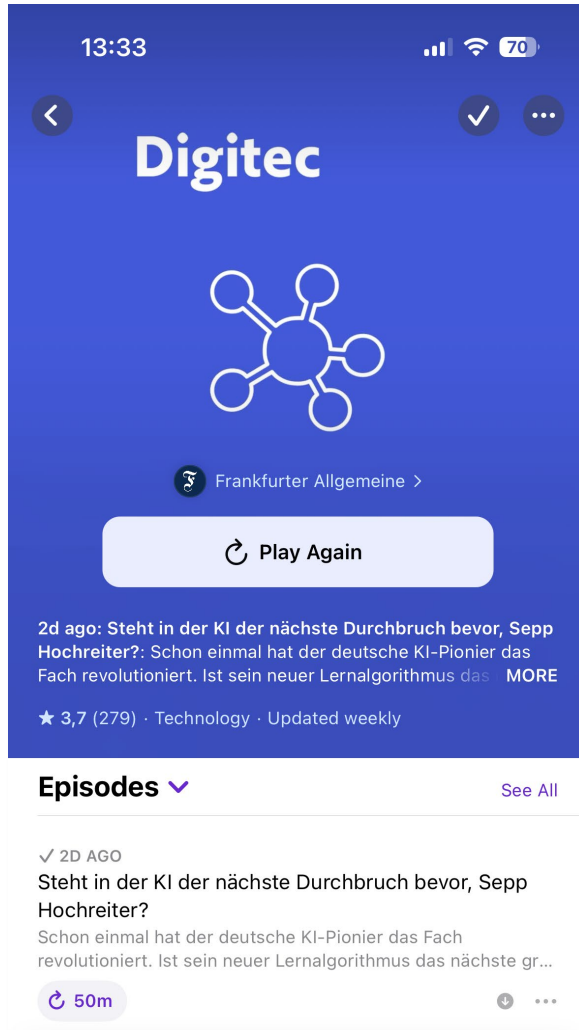 13:33
70
Digitec
Frankfurter Allgemeine >
Play Again
2d ago: Steht in der KI der nächste Durchbruch bevor, Sepp
Hochreiter?: Schon einmal hat der deutsche KI-Pionier das
Fach revolutioniert. Ist sein neuer Lernalgorithmus das MORE
★ 3,7 (279) · Technology · Updated weekly
Episodes
See All
✓ 2D AGO
Steht in der KI der nächste Durchbruch bevor, Sepp
Hochreiter?
Schon einmal hat der deutsche KI-Pionier das Fach
revolutioniert. Ist sein neuer Lernalgorithmus das nächste gr...
50m